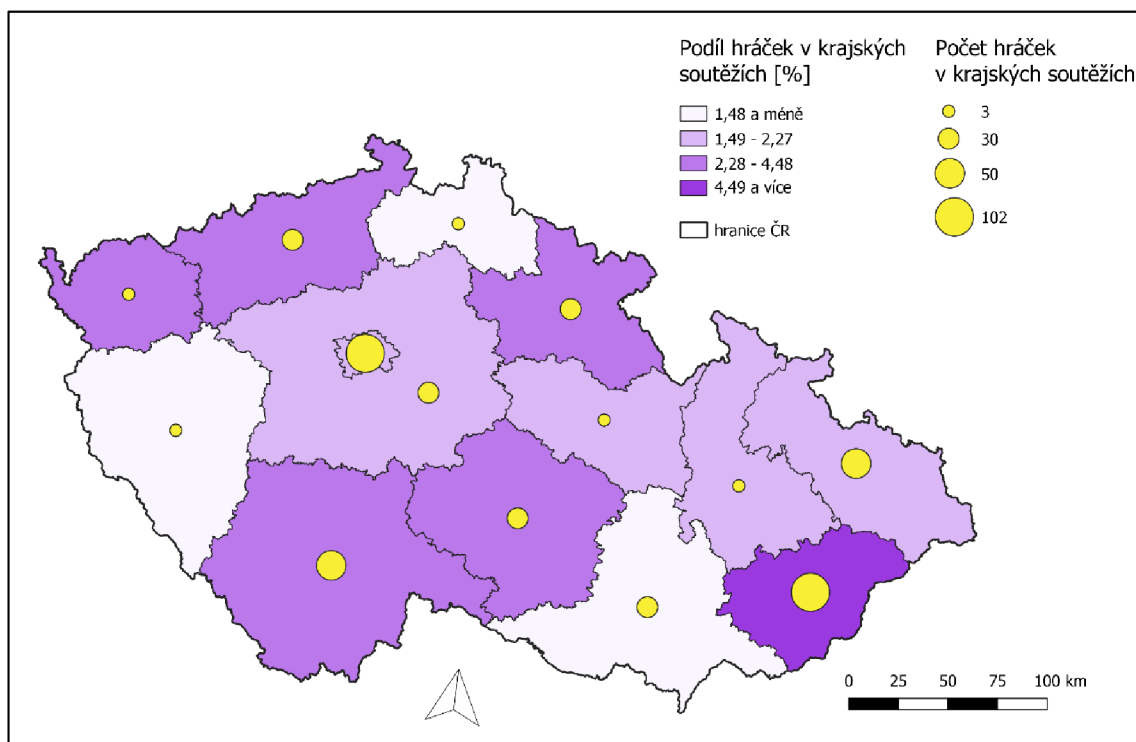 Podíl hráček v krajských
soutěžích [%]
1,48 a méně
1,49 - 2,27
2,28 - 4,48
4,49 a více
hranice ČR
Počet hráček
v krajských soutěžích
3
30
50
102
0 25 50 75 100 km